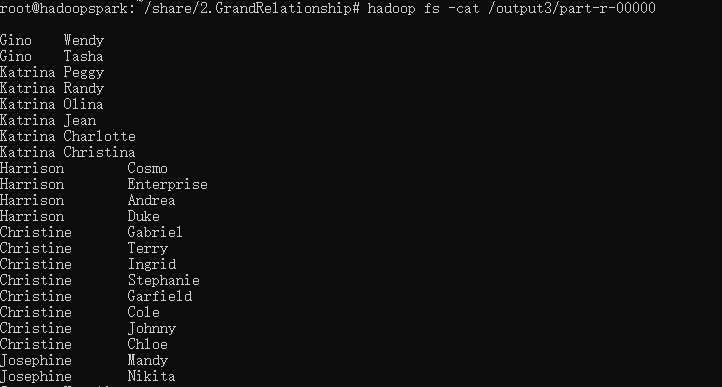 root@hadoopspark:~/share/2.GrandRelationship# hadoop fs -cat /output3/part-r-00000
Gino Wendy
Gino Tasha
Katrina Peggy
Katrina Randy
Katrina Olina
Katrina Jean
Katrina Charlotte
Katrina Christina
Harrison Cosmo
Harrison Enterprise
Harrison Andrea
Harrison Duke
Christine Gabriel
Christine Terry
Christine Ingrid
Christine Stephanie
Christine Garfield
Christine Cole
Christine Johnny
Christine Chloe
Josephine Mandy
Josephine Nikita